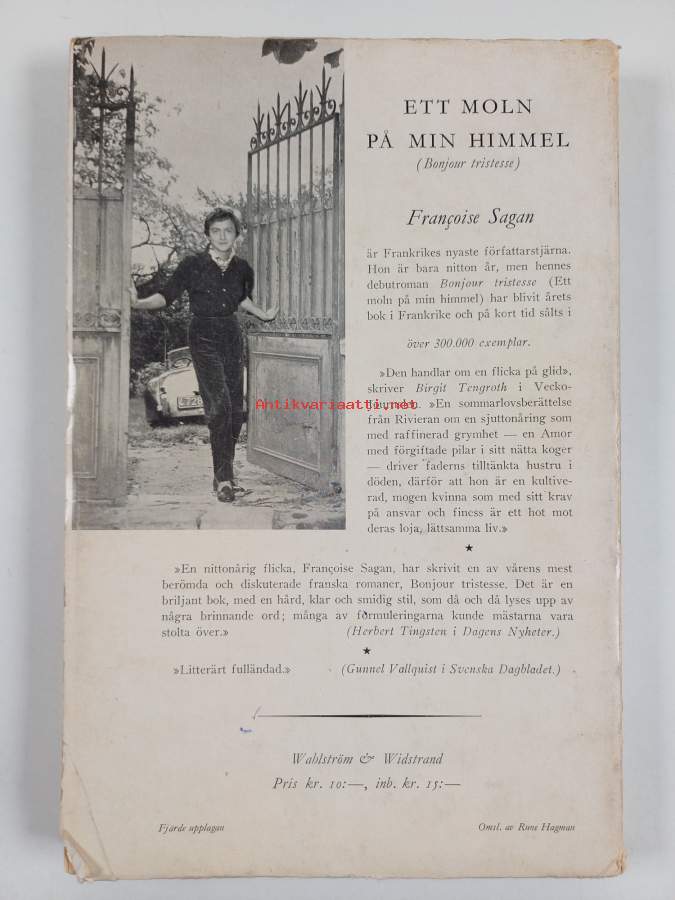 ETT MOLN
PÅ MIN HIMMEL
(Bonjour tristesse)
Françoise Sagan
är Frankrikes nyaste författarstjärna.
Hon är bara nitton år, men hennes
debutroman Bonjour tristesse (Ett
moln på min himmel) har blivit årets
bok i Frankrike och på kort tid sålts i
över 300.000 exemplar.
»Den handlar om en flicka på glid»,
skriver Birgit Tengroth i Vecko-
Journalen. »En sommarlovsberättelse
från Rivieran om en sjuttonåring som
med raffinerad grymhet — en Amor
med förgiftade pilar i sitt nätta koger
— driver faderns tilltänkta hustru i
döden, därför att hon är en kultive-
rad, mogen kvinna som med sitt krav
på ansvar och finess är ett hot mot
deras loja, lättsamma liv.»
»En nittonårig flicka, Françoise Sagan, har skrivit en av vårens mest
berömda och diskuterade franska romaner, Bonjour tristesse. Det är en
briljant bok, med en hård, klar och smidig stil, som då och då lyses upp av
några brinnande ord; många av formuleringarna kunde mästarna vara
stolta över.» (Herbert Tingsten i Dagens Nyheter.)
»Litterärt fulländad.» (Gunnel Vallquist i Svenska Dagbladet.)
Wahlström & Widstrand
Pris kr. 10:—, inb. kr. 15:—
Fjärde upplagan Omsl. av Rune Hagman
Antikvariaatti.net